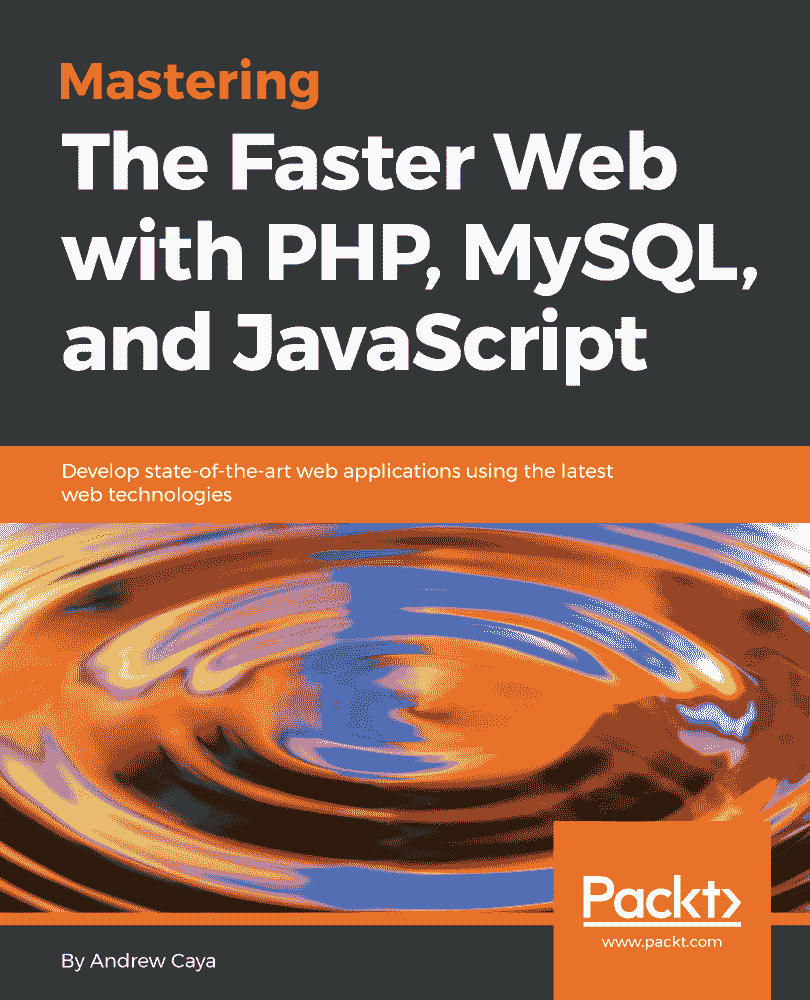 Mastering
The Faster Web
with PHP, MySQL,
and JavaScript
Develop state-of-the-art web applications using the latest
web technologies
Packt>
www.packt.com
By Andrew Caya